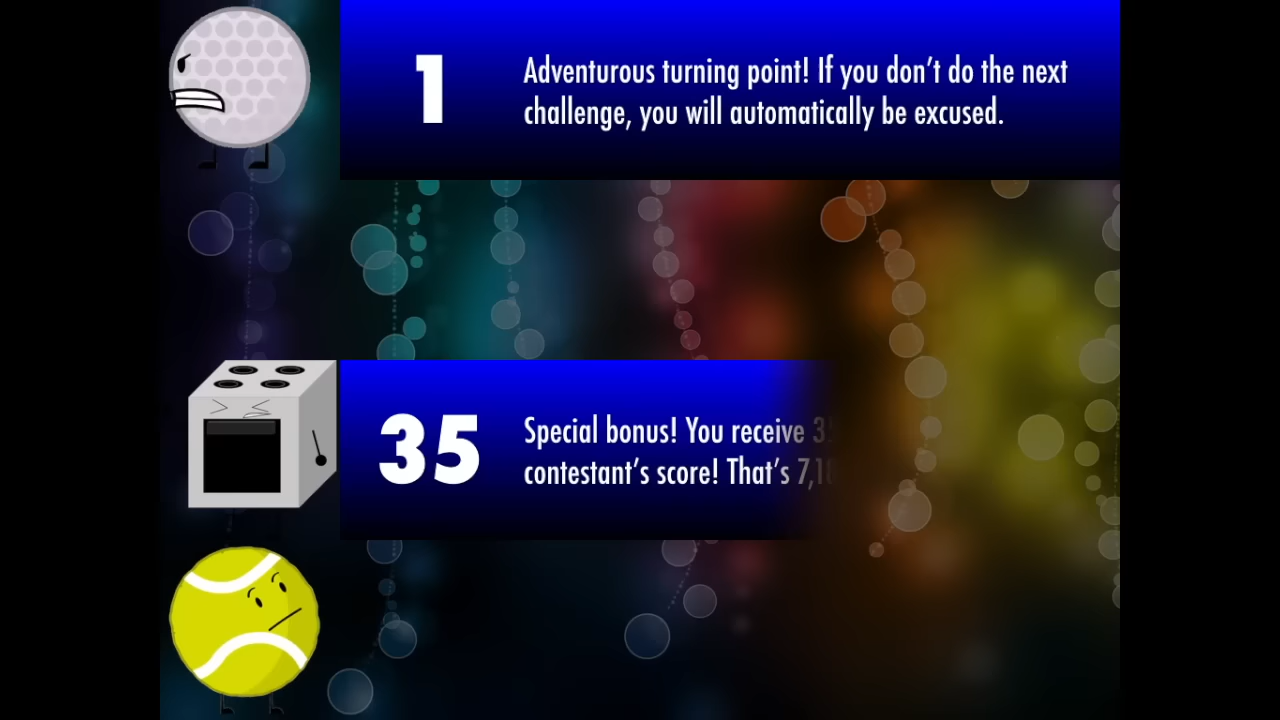 1
Adventurous turning point! If you don't do the next
challenge, you will automatically be excused.
35
Special bonus! You receive
contestant's score! That's